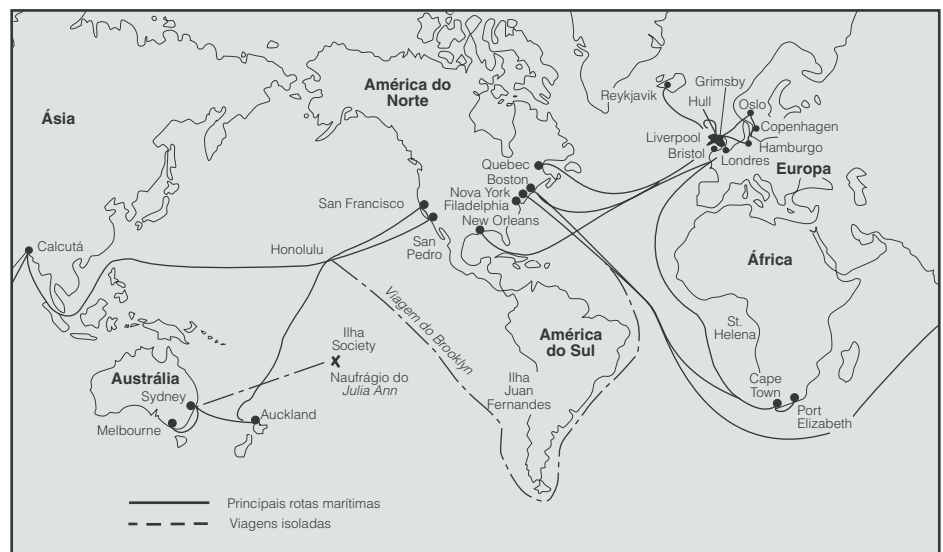 Ásia
América do
Norte
Reykjavik
Grimsby
Hull
Oslo
Copenhagen
Liverpool
Hamburgo
Bristol
Londres
Europa
Quebec
Boston
Nova York
Filadelphia
New Orleans
San Francisco
San
Pedro
Honolulu
Calcutá
África
Viagem do Brooklyn
St.
Helena
América
do Sul
Ilha
Society
Naufrágio do
Julia Ann
Austrália
Sydney
Melbourne
Auckland
Ilha
Juan
Fernandes
Cape
Town
Port
Elizabeth
Principais rotas marítimas
Viagens isoladas